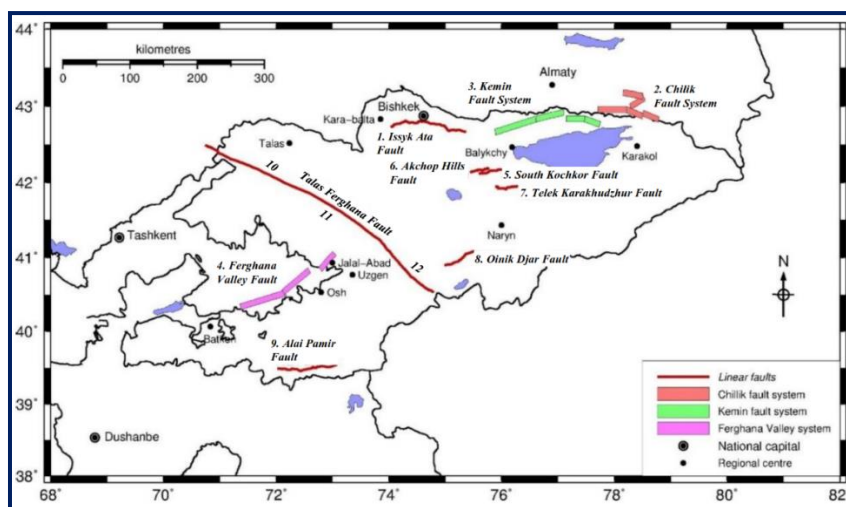 44
43
42
41
40
39
38
68
70
72
74
76
78
80
82
kilometres
0 100 200 300
Almaty
3. Kemin
Fault System
2. Chilik
Fault System
Bishkek
Kara-balta
1. Issyk Ata
Fault
Talas
Balykchy
Karakol
6. Akchop Hills
Fault
5. South Kochkor Fault
7. Telek Karakhudzhur Fault
10
Talas Ferghana Fault
11
12
Tashkent
Naryn
4. Ferghana
Valley Fault
Jalal-Abad
Uzgen
Osh
8. Oinik Djar Fault
N
Batken
9. Alai Pamir
Fault
Dushanbe
Linear faults
Chillik fault system
Kemin fault system
Ferghana Valley system
National capital
Regional centre